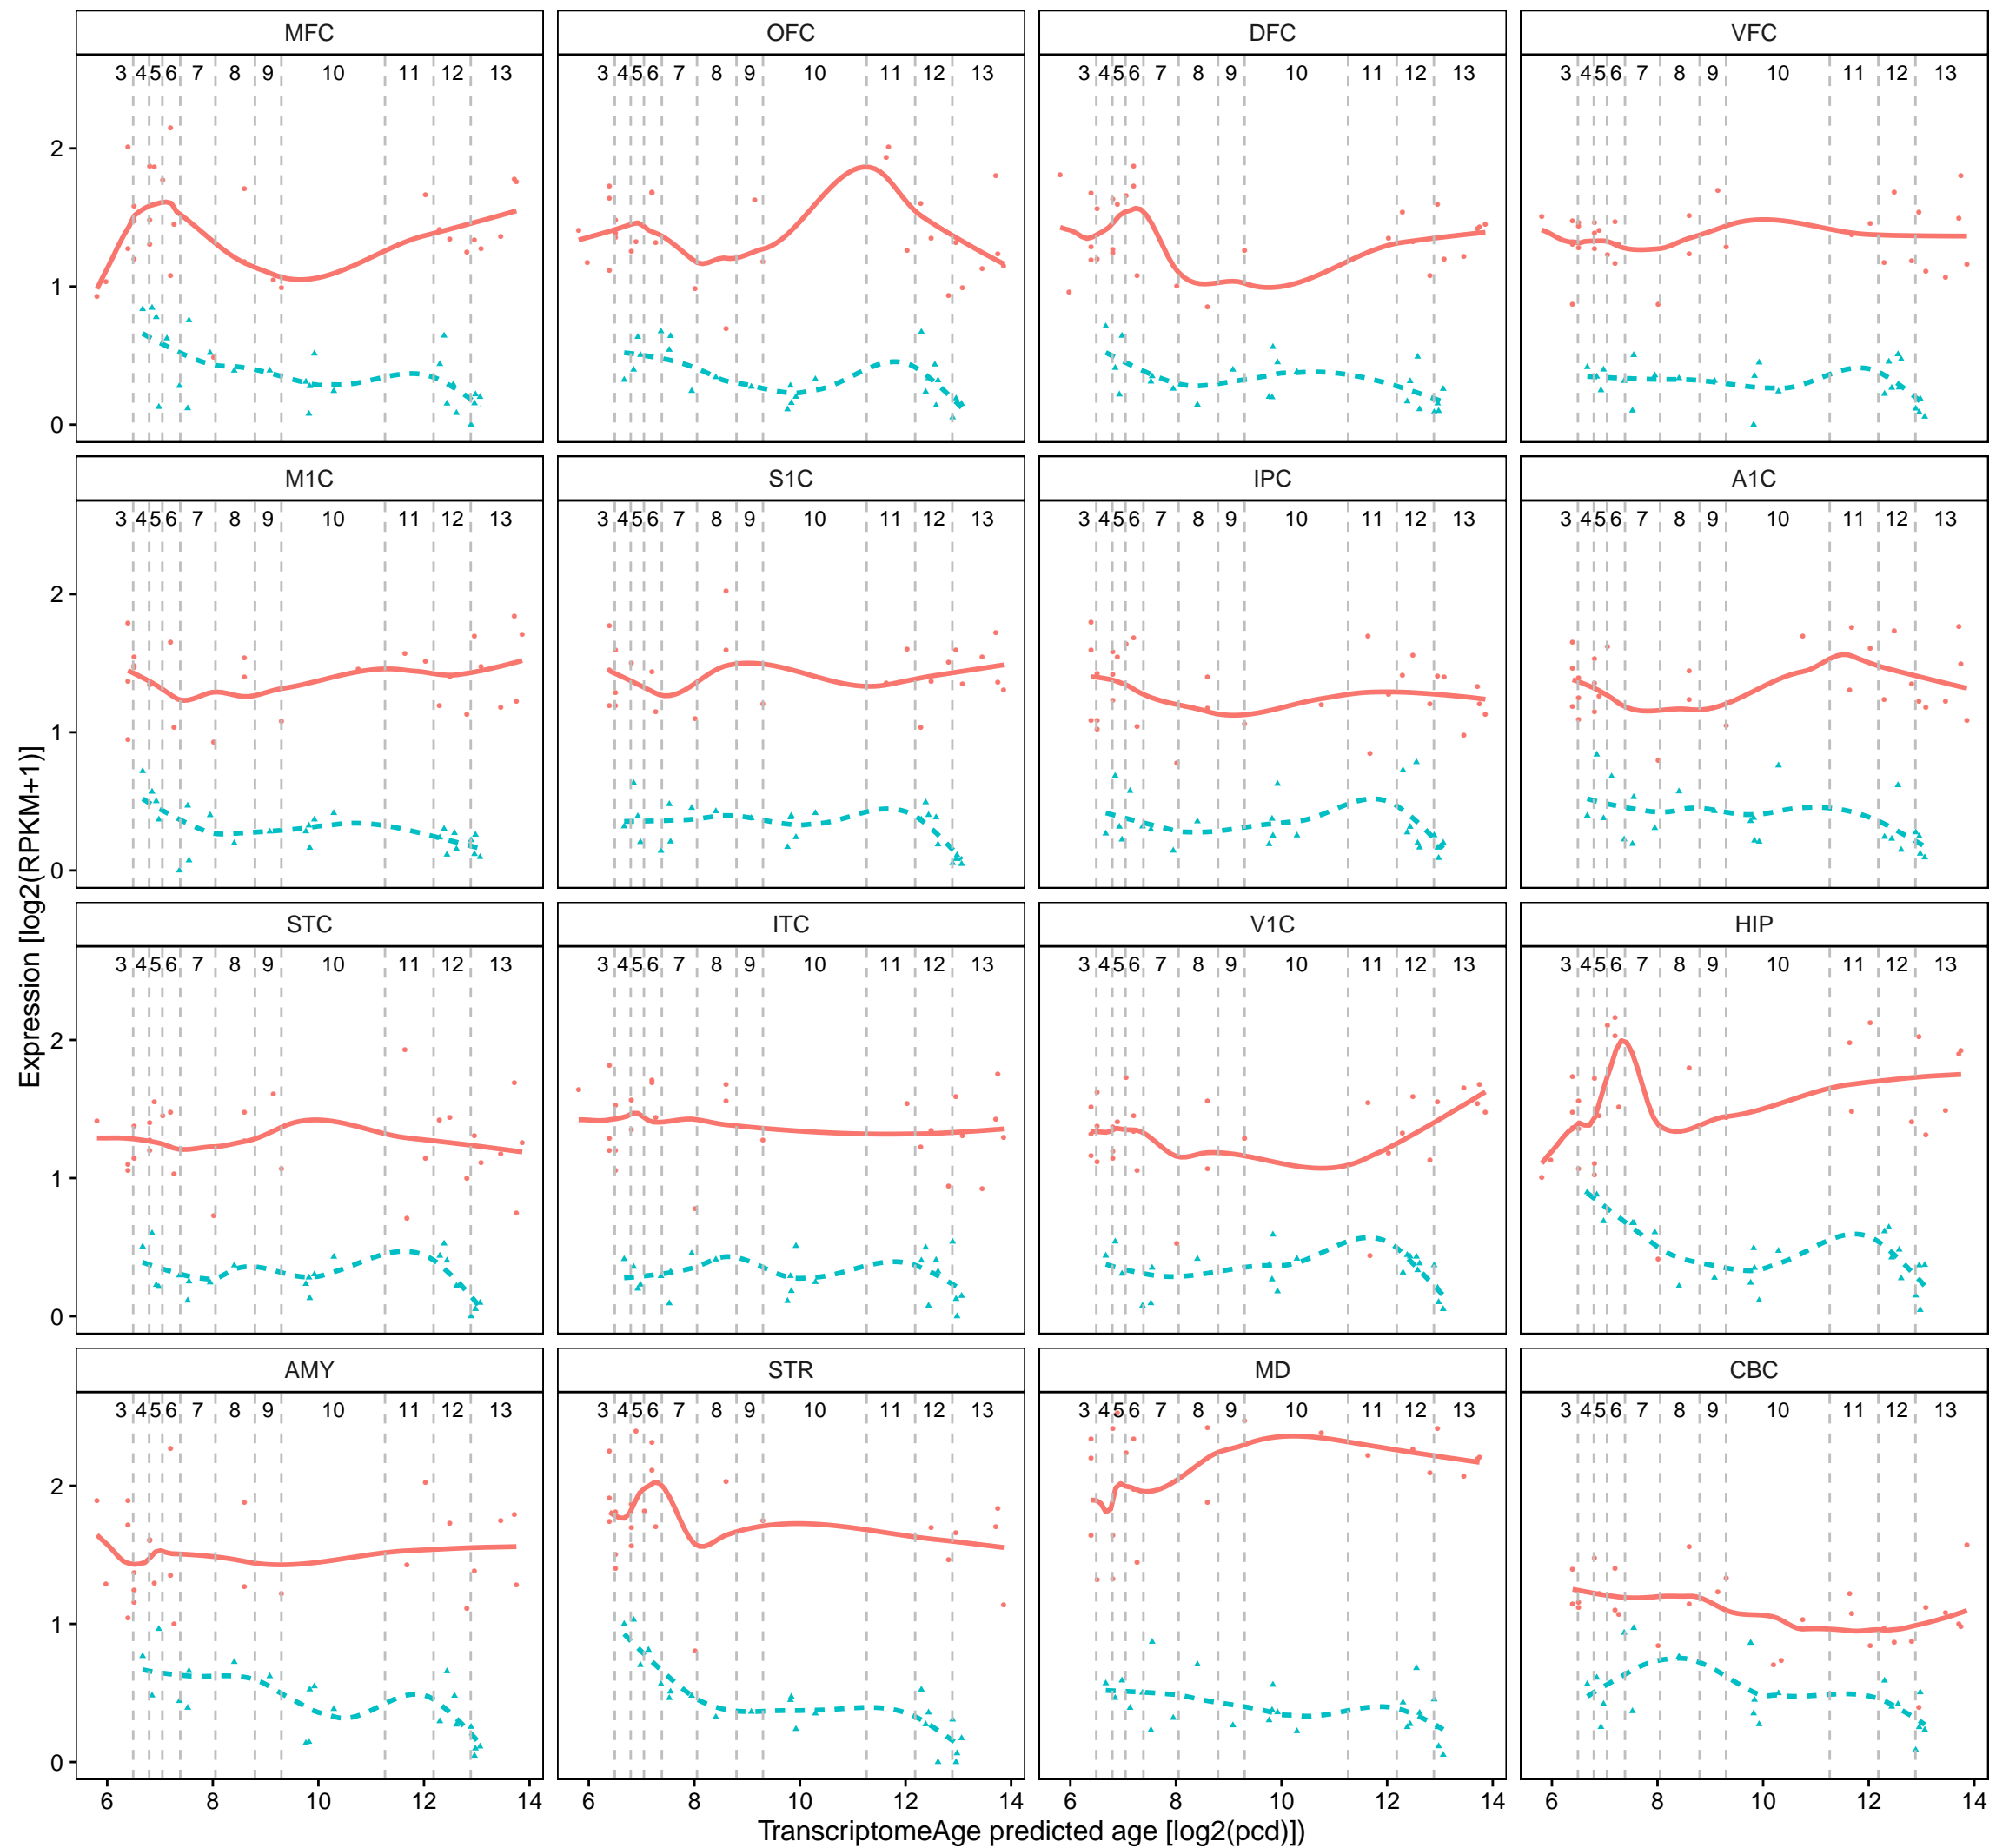 MFC OFC DFC VFC
3 4 5 6 7 8 9 10 11 12 13 3 4 5 6 7 8 9 10 11 12 13 3 4 5 6 7 8 9 10 11 12 13 3 4 5 6 7 8 9 10 11 12 13
2
1
0
M1C S1C IPC A1C
3 4 5 6 7 8 9 10 11 12 13 3 4 5 6 7 8 9 10 11 12 13 3 4 5 6 7 8 9 10 11 12 13 3 4 5 6 7 8 9 10 11 12 13
2
1
0
Expression [log2(RPKM+1)]
STC ITC V1C HIP
3 4 5 6 7 8 9 10 11 12 13 3 4 5 6 7 8 9 10 11 12 13 3 4 5 6 7 8 9 10 11 12 13 3 4 5 6 7 8 9 10 11 12 13
2
1
0
AMY STR MD CBC
3 4 5 6 7 8 9 10 11 12 13 3 4 5 6 7 8 9 10 11 12 13 3 4 5 6 7 8 9 10 11 12 13 3 4 5 6 7 8 9 10 11 12 13
2
1
0
6 8 10 12 14 6 8 10 12 14 6 8 10 12 14 6 8 10 12 14
TranscriptomeAge predicted age [log2(pcd)])